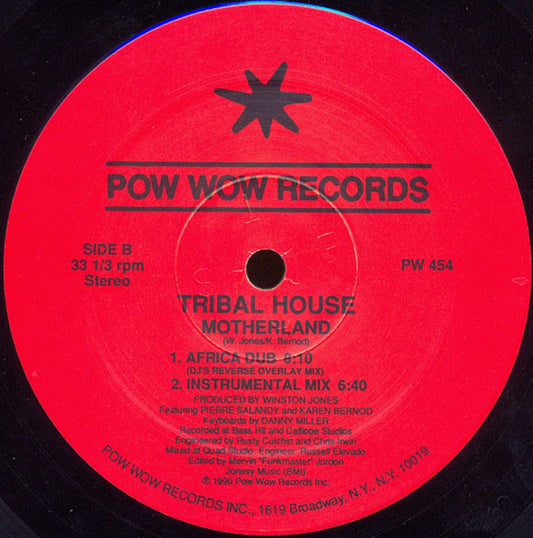 POW WOW RECORDS
SIDE B
33 1/3 rpm
Stereo
PW 454
TRIBAL HOUSE
MOTHERLAND
(W. Jones/K. Bernod)
1. AFRICA DUB 8:10
(DJ'S REVERSE OVERLAY MIX)
2. INSTRUMENTAL MIX 6:40
PRODUCED BY WINSTON JONES
Featuring PIERRE SALANDY and KAREN BERNOD
Keyboards by DANNY MILLER
Recorded at Bass Hit and Calliope Studios
Engineered by Rusty Cutchin and Chris Irwin
Mixed at Quad Studio. Engineer: Russell Elevado
Edited by Mervin "Funkmaster" Jordon
Jonesy Music (BMI)
℗ 1990 Pow Wow Records Inc.
POW WOW RECORDS INC., 1619 Broadway, N.Y., N.Y. 10019